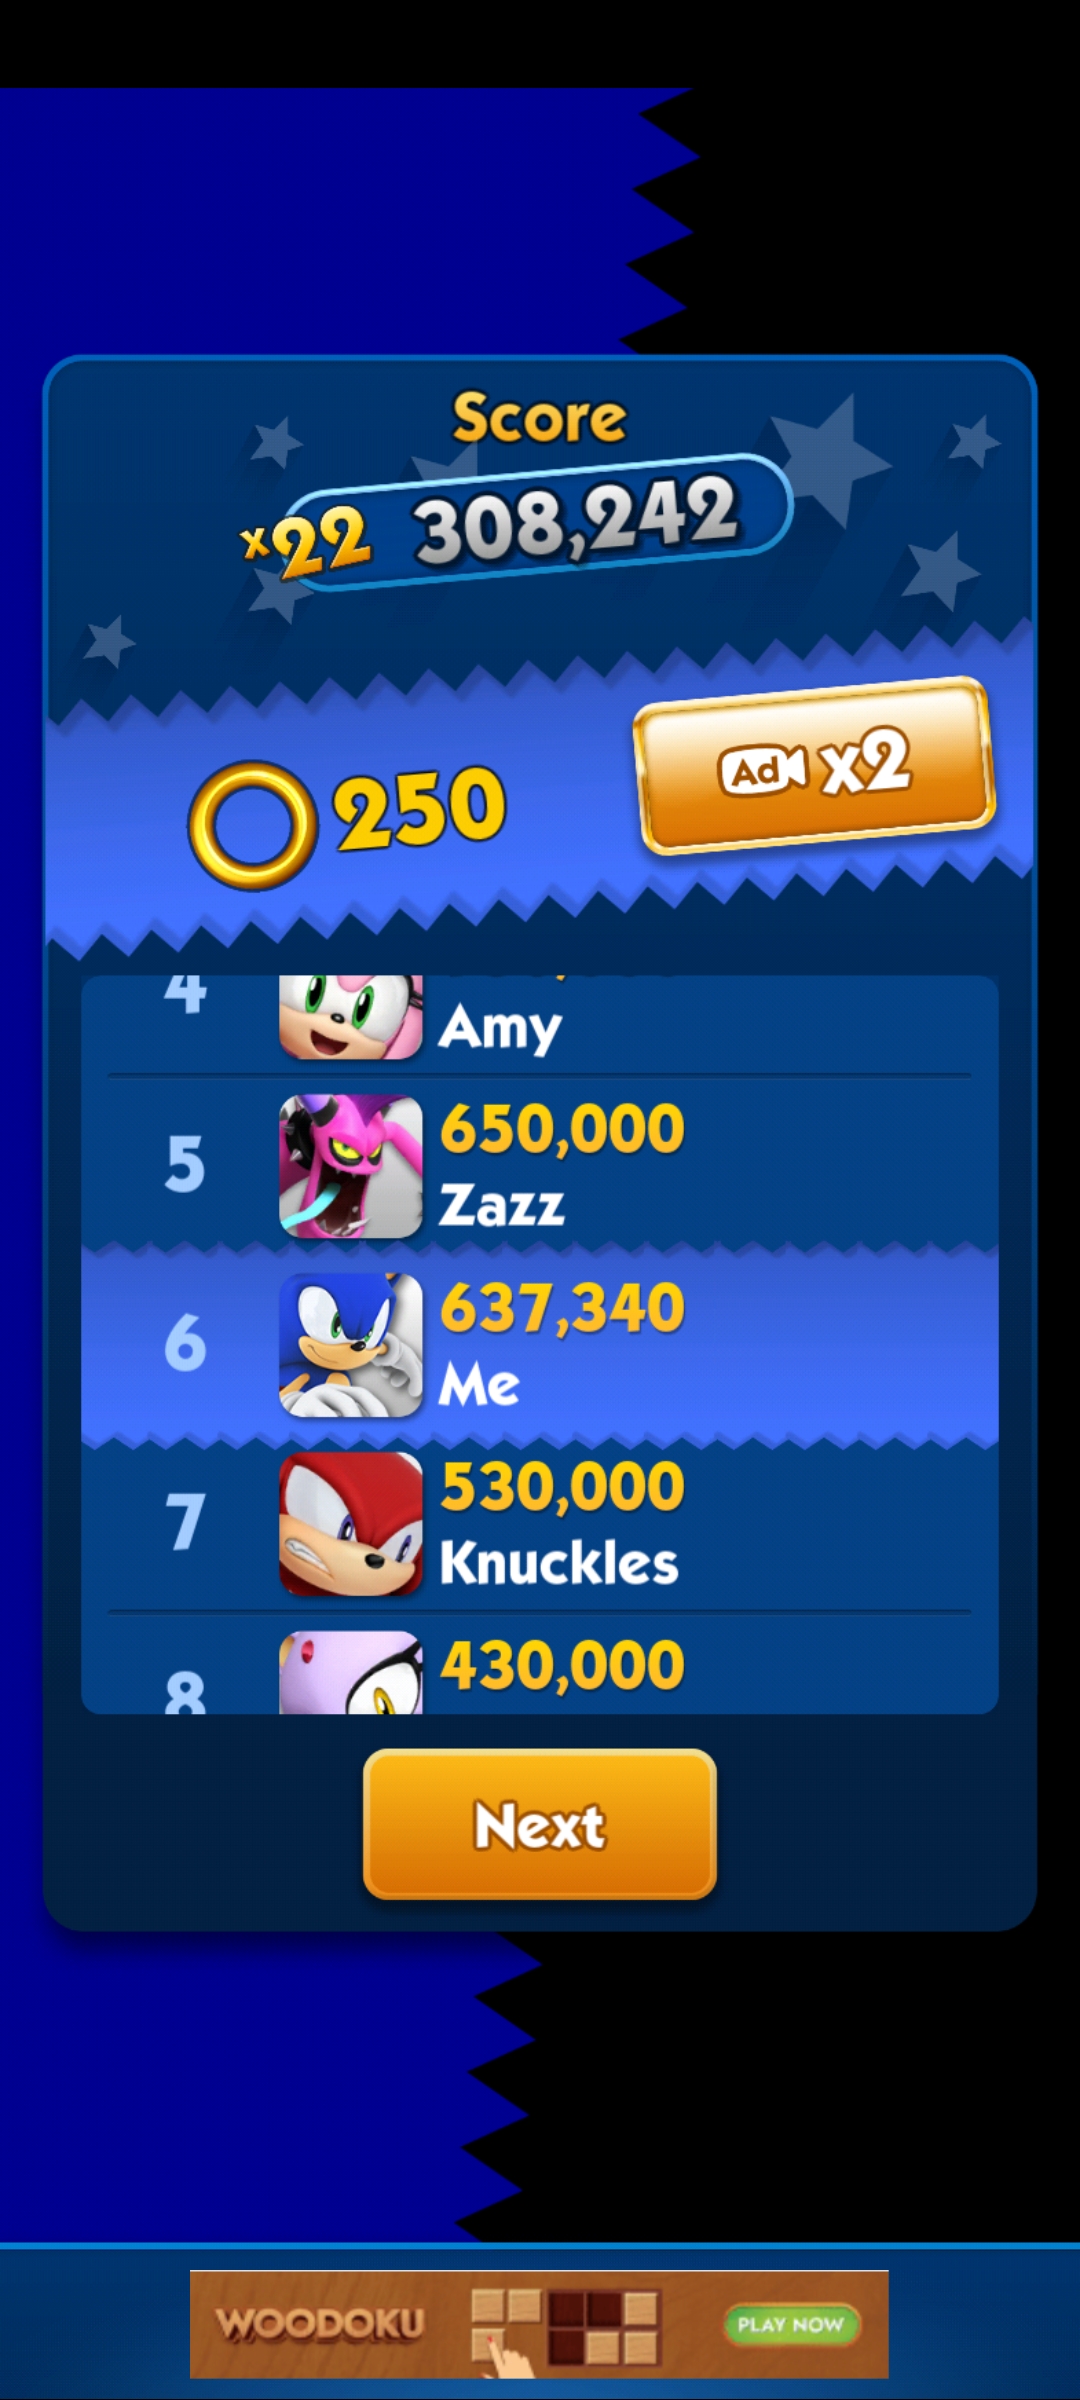 Score
x22 308,242
250
Ad x2
4
Amy
5
650,000
Zazz
6
637,340
Me
7
530,000
Knuckles
8
430,000
Next
WOODOKU
PLAY NOW